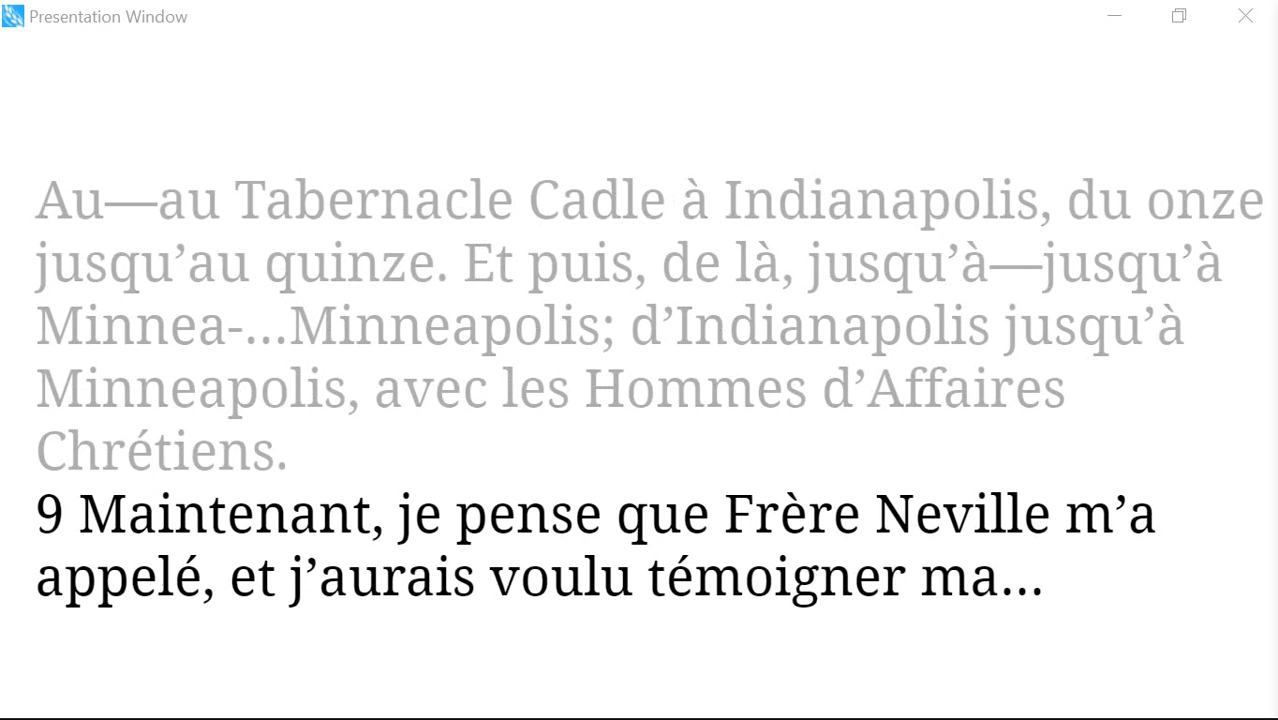 Presentation Window
Au—au Tabernacle Cadle à Indianapolis, du onze
jusqu’au quinze. Et puis, de là, jusqu’à—jusqu’à
Minnea-...Minneapolis; d’Indianapolis jusqu’à
Minneapolis, avec les Hommes d’Affaires
Chrétiens.
9 Maintenant, je pense que Frère Neville m’a
appelé, et j’aurais voulu témoigner ma...